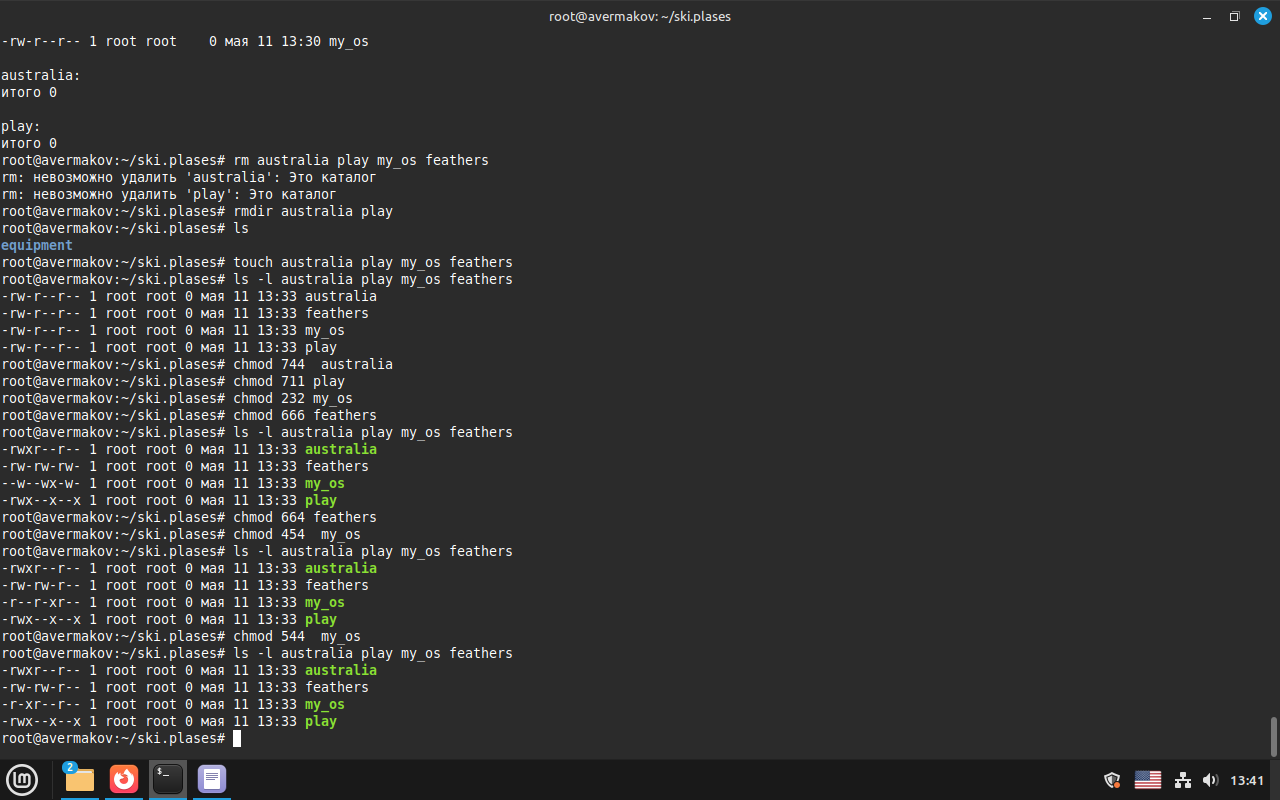 root@avermakov: ~/ski.plases
-rw-r--r-- 1 root root    0 мая 11 13:30 my_os
australia:
итого 0
play:
итого 0
root@avermakov:~/ski.plases# rm australia play my_os feathers
rm: невозможно удалить 'australia': Это каталог
rm: невозможно удалить 'play': Это каталог
root@avermakov:~/ski.plases# rmdir australia play
root@avermakov:~/ski.plases# ls
equipment
root@avermakov:~/ski.plases# touch australia play my_os feathers
root@avermakov:~/ski.plases# ls -l australia play my_os feathers
-rw-r--r-- 1 root root 0 мая 11 13:33 australia
-rw-r--r-- 1 root root 0 мая 11 13:33 feathers
-rw-r--r-- 1 root root 0 мая 11 13:33 my_os
-rw-r--r-- 1 root root 0 мая 11 13:33 play
root@avermakov:~/ski.plases# chmod 744  australia
root@avermakov:~/ski.plases# chmod 711 play
root@avermakov:~/ski.plases# chmod 232 my_os
root@avermakov:~/ski.plases# chmod 666 feathers
root@avermakov:~/ski.plases# ls -l australia play my_os feathers
-rwxr--r-- 1 root root 0 мая 11 13:33 australia
-rw-rw-rw- 1 root root 0 мая 11 13:33 feathers
--w--wx-w- 1 root root 0 мая 11 13:33 my_os
-rwx--x--x 1 root root 0 мая 11 13:33 play
root@avermakov:~/ski.plases# chmod 664 feathers
root@avermakov:~/ski.plases# chmod 454  my_os
root@avermakov:~/ski.plases# ls -l australia play my_os feathers
-rwxr--r-- 1 root root 0 мая 11 13:33 australia
-rw-rw-r-- 1 root root 0 мая 11 13:33 feathers
-r--r-xr-- 1 root root 0 мая 11 13:33 my_os
-rwx--x--x 1 root root 0 мая 11 13:33 play
root@avermakov:~/ski.plases# chmod 544  my_os
root@avermakov:~/ski.plases# ls -l australia play my_os feathers
-rwxr--r-- 1 root root 0 мая 11 13:33 australia
-rw-rw-r-- 1 root root 0 мая 11 13:33 feathers
-r-xr--r-- 1 root root 0 мая 11 13:33 my_os
-rwx--x--x 1 root root 0 мая 11 13:33 play
root@avermakov:~/ski.plases#
2
$_
13:41